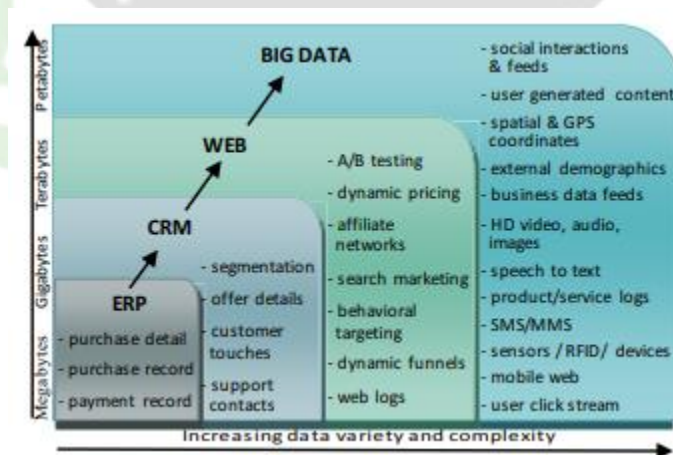 Petabytes
Terabytes
Gigabytes
Megabytes
BIG DATA
WEB
CRM
ERP
- purchase detail
- purchase record
- payment record
- segmentation
- offer details
- customer
touches
- support
contacts
- A/B testing
- dynamic pricing
- affiliate
networks
- search marketing
- behavioral
targeting
- dynamic funnels
- web logs
- social interactions
& feeds
- user generated content
- spatial & GPS
coordinates
- external demographics
- business data feeds
- HD video, audio,
images
- speech to text
- product/service logs
- SMS/MMS
- sensors / RFID/ devices
- mobile web
- user click stream
Increasing data variety and complexity